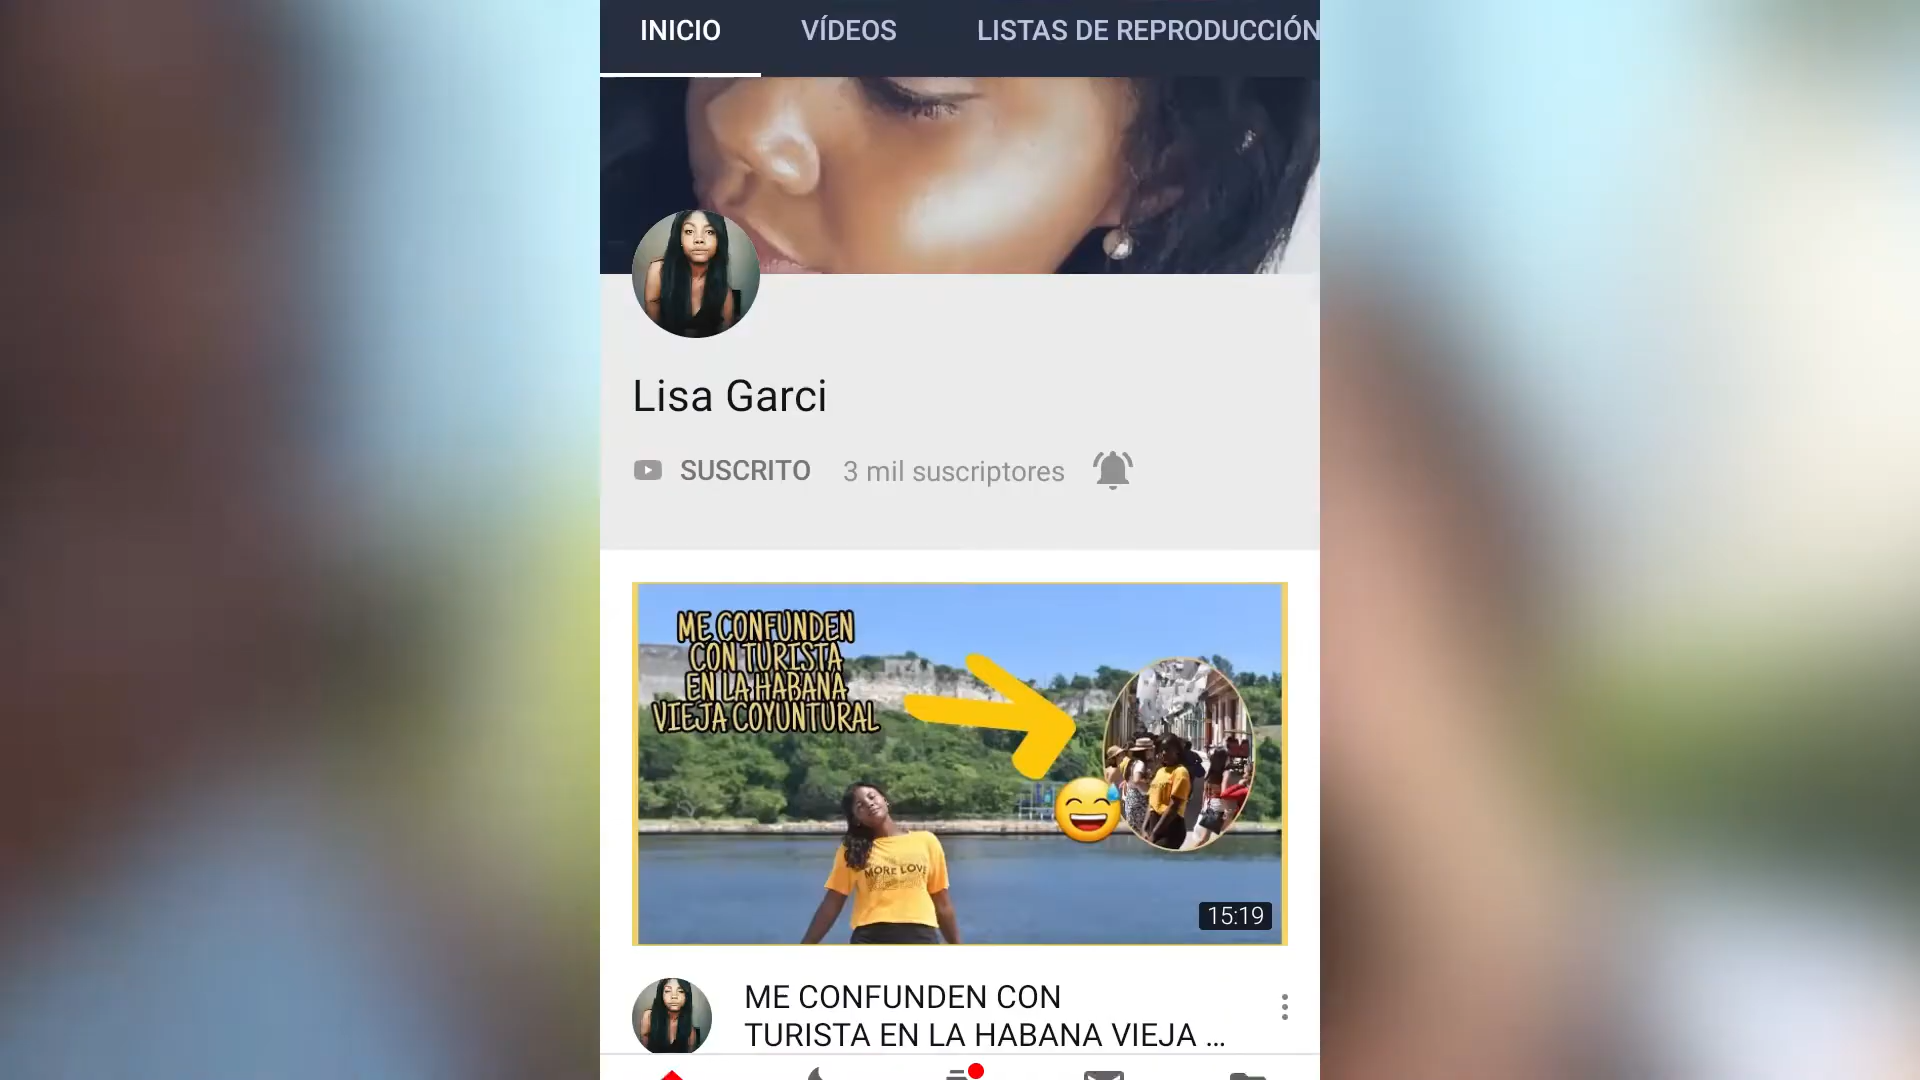 INICIO VÍDEOS LISTAS DE REPRODUCCIÓN
Lisa Garci
SUSCRITO 3 mil suscriptores
ME CONFUNDEN
CON TURISTA
EN LA HABANA
VIEJA COYUNTURAL
MORE LOVE
15:19
ME CONFUNDEN CON
TURISTA EN LA HABANA VIEJA ...